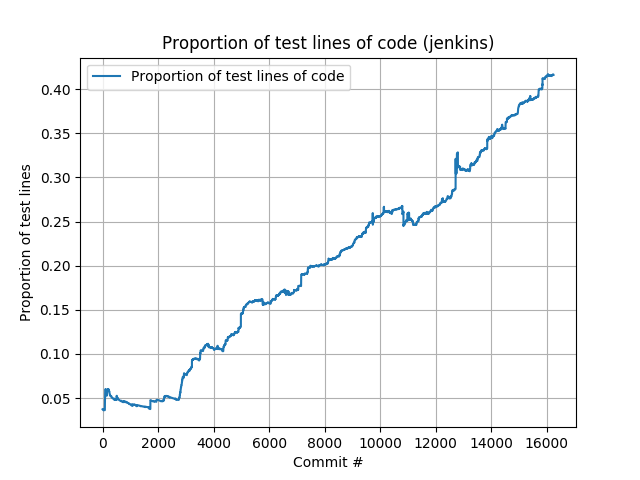 Proportion of test lines of code (jenkins)
Proportion of test lines of code
0.40
0.35
0.30
0.25
0.20
0.15
0.10
0.05
Proportion of test lines
0 2000 4000 6000 8000 10000 12000 14000 16000
Commit #